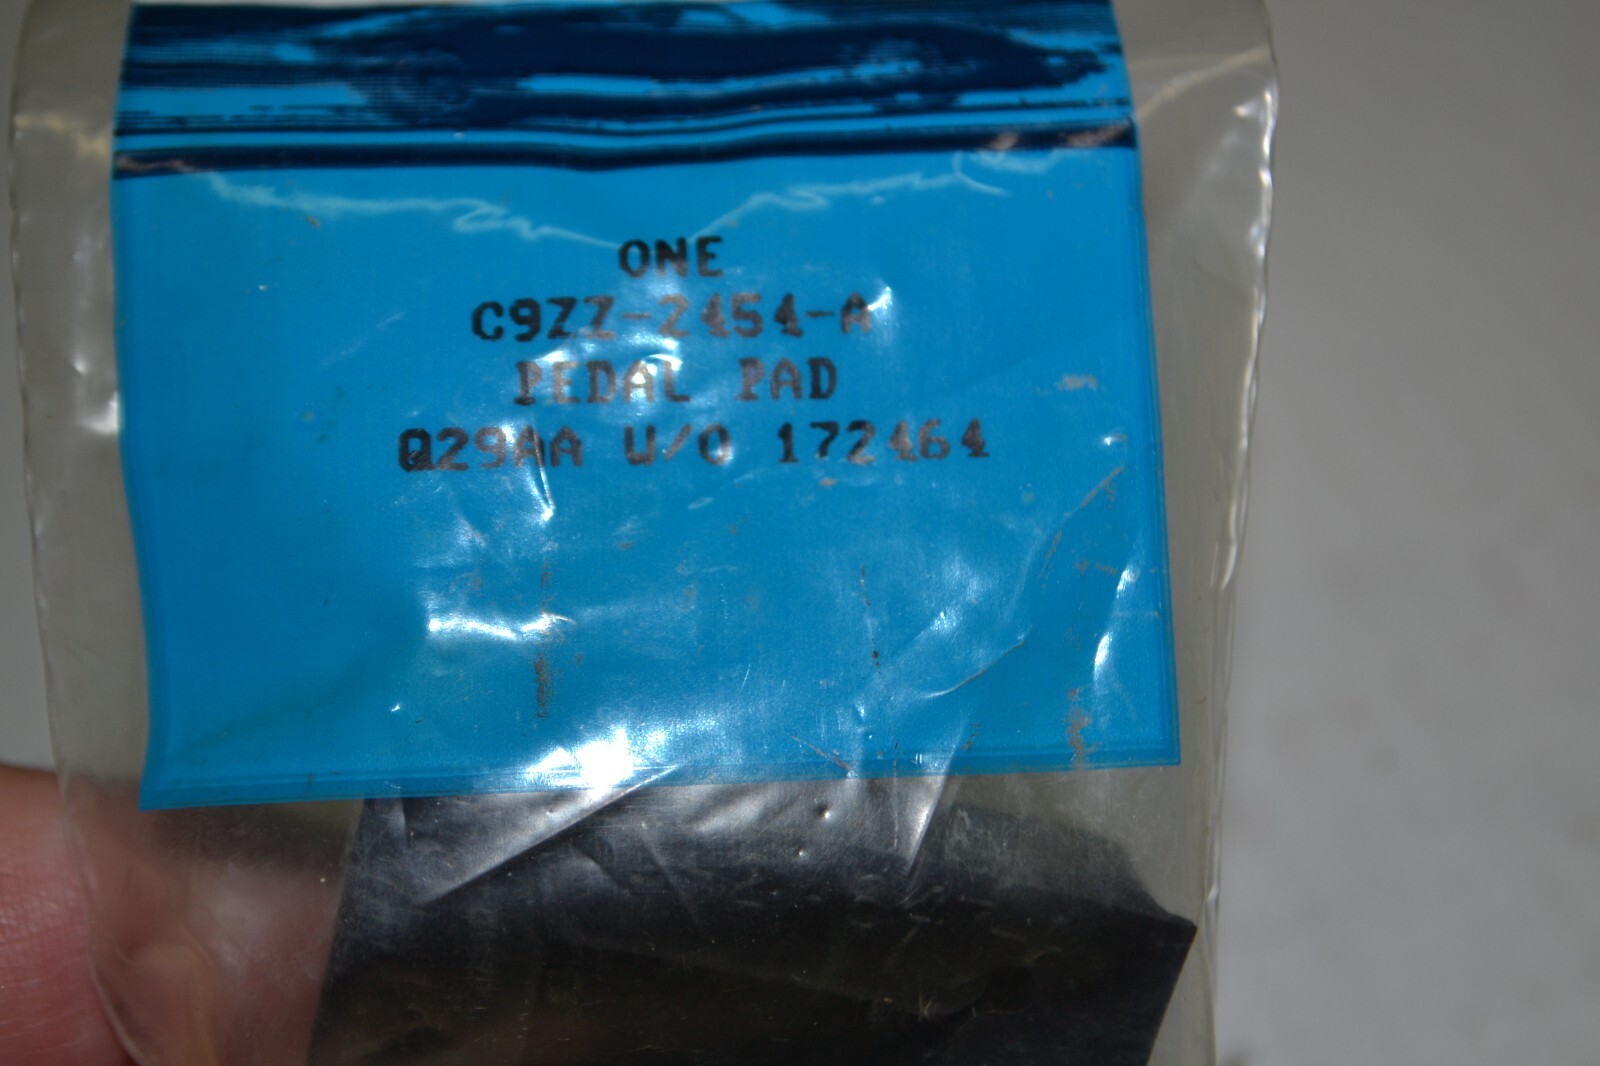 ONE
C9ZZ-2454-A
PEDAL PAD
Q29AA W/O 172464